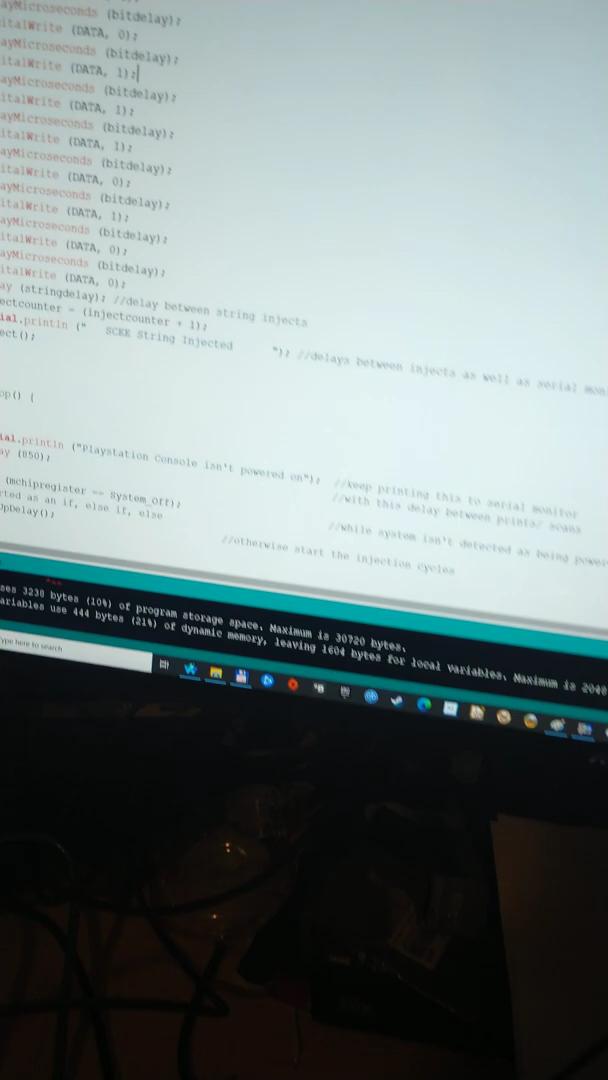 ayMicroseconds (bitdelay);
italWrite (DATA, 0);
ayMicroseconds (bitdelay);
italWrite (DATA, 1);
ayMicroseconds (bitdelay);
italWrite (DATA, 1);
ayMicroseconds (bitdelay);
italWrite (DATA, 1);
ayMicroseconds (bitdelay);
italWrite (DATA, 0);
ayMicroseconds (bitdelay);
italWrite (DATA, 1);
ayMicroseconds (bitdelay);
italWrite (DATA, 0);
ayMicroseconds (bitdelay);
italWrite (DATA, 0);
ay (stringdelay); //delay between string injects
ectcounter = (injectcounter + 1);
ial.println (" SCEE String Injected "); //delays between injects as well as serial mon
ect();
op() {
ial.println ("Playstation Console isn't powered on"); //keep printing this to serial monitor
ay (850); //with this delay between prints/ scans
(mchipregister == System_Off); //while system isn't detected as being power
rted as an if, else if, else
UpDelay(); //otherwise start the injection cycles
ses 3238 bytes (10%) of program storage space. Maximum is 30720 bytes.
ariables use 444 bytes (21%) of dynamic memory, leaving 1604 bytes for local variables. Maximum is 2048
ype here to search